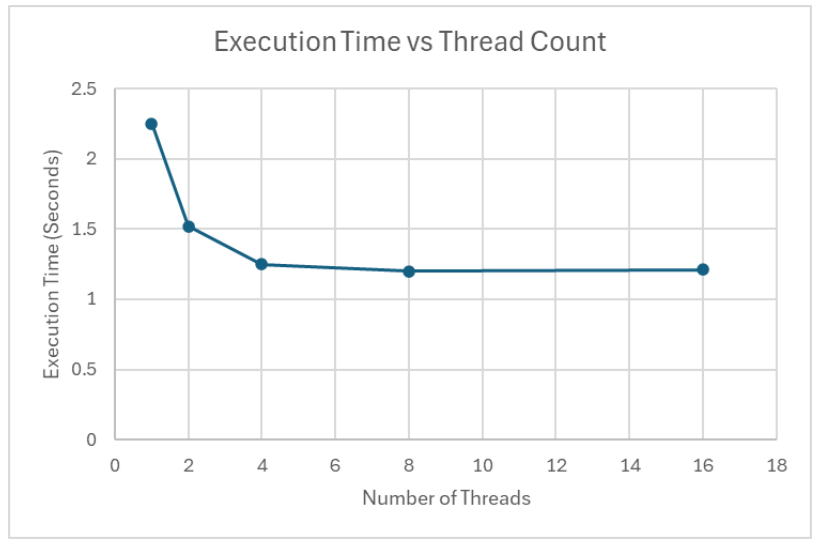 Execution Time vs Thread Count
2.5
2
1.5
1
0.5
0
Execution Time (Seconds)
0 2 4 6 8 10 12 14 16 18
Number of Threads